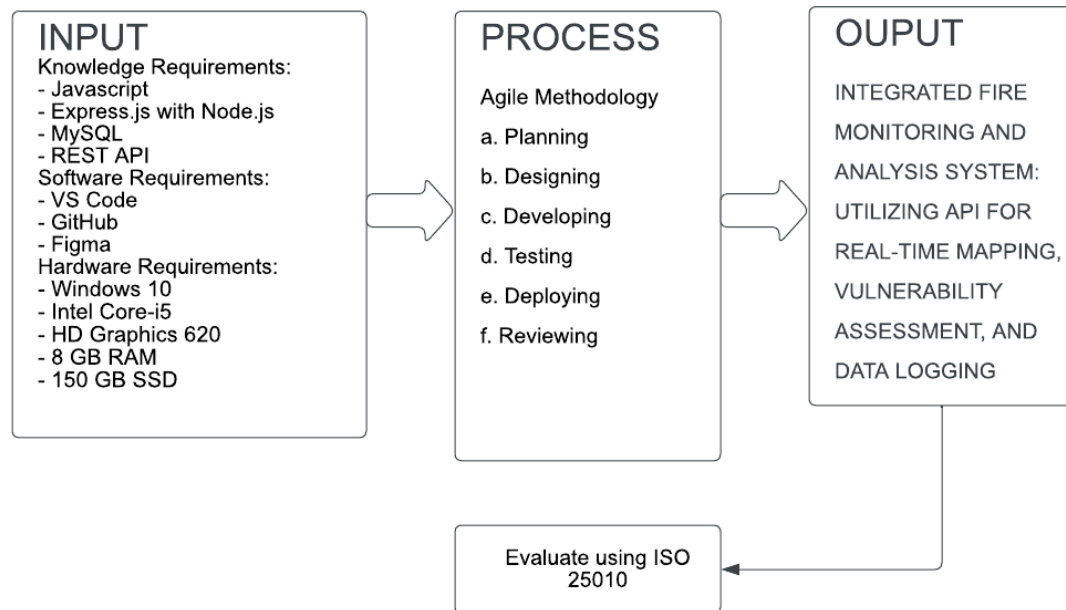 INPUT
Knowledge Requirements:
- Javascript
- Express.js with Node.js
- MySQL
- REST API
Software Requirements:
- VS Code
- GitHub
- Figma
Hardware Requirements:
- Windows 10
- Intel Core-i5
- HD Graphics 620
- 8 GB RAM
- 150 GB SSD
PROCESS
Agile Methodology
a. Planning
b. Designing
c. Developing
d. Testing
e. Deploying
f. Reviewing
OUPUT
INTEGRATED FIRE
MONITORING AND
ANALYSIS SYSTEM:
UTILIZING API FOR
REAL-TIME MAPPING,
VULNERABILITY
ASSESSMENT, AND
DATA LOGGING
Evaluate using ISO
25010